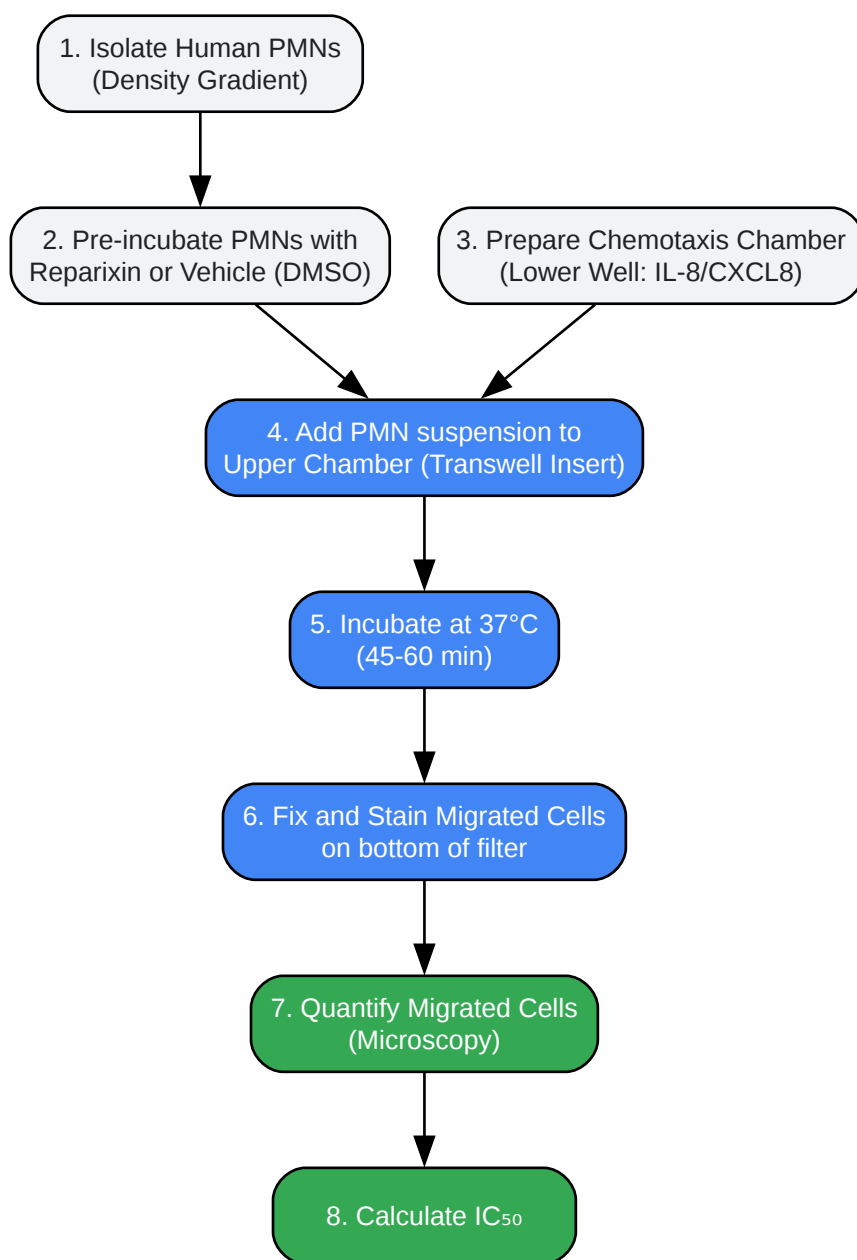 1. Isolate Human PMNs
(Density Gradient)
2. Pre-incubate PMNs with
Reparixin or Vehicle (DMSO)
3. Prepare Chemotaxis Chamber
(Lower Well: IL-8/CXCL8)
4. Add PMN suspension to
Upper Chamber (Transwell Insert)
5. Incubate at 37°C
(45-60 min)
6. Fix and Stain Migrated Cells
on bottom of filter
7. Quantify Migrated Cells
(Microscopy)
8. Calculate IC₅₀